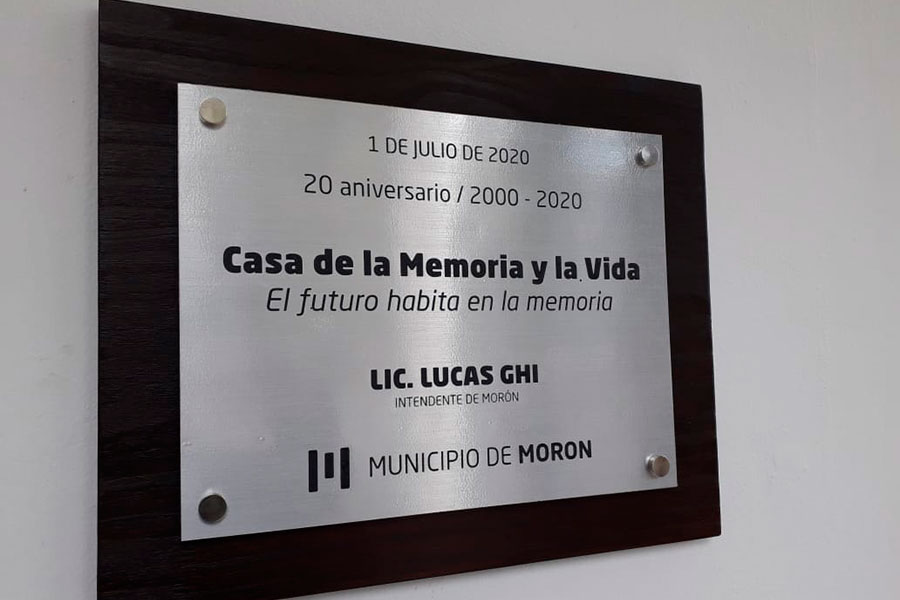 1 DE JULIO DE 2020
20 aniversario / 2000 - 2020
Casa de la Memoria y la Vida
El futuro habita en la memoria
LIC. LUCAS GHI
INTENDENTE DE MORÓN
MUNICIPIO DE MORON